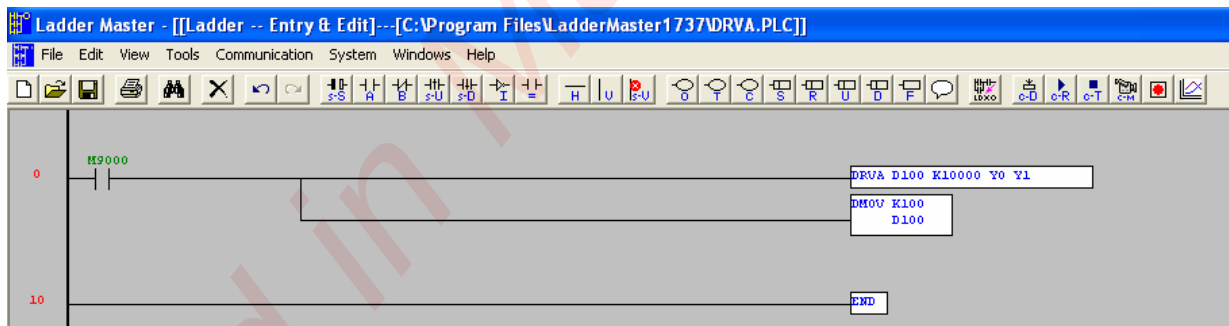 Ladder Master - [[Ladder -- Entry & Edit]---[C:\Program Files\LadderMaster1737\DRVA.PLC]]
File Edit View Tools Communication System Windows Help
s-S A B s-U s-D I = H U s-U O T C S R U D F LDXO c-D c-R c-T c-M
M9000
0
DRVA D100 K10000 Y0 Y1
DMOV K100
D100
10
END
d in M